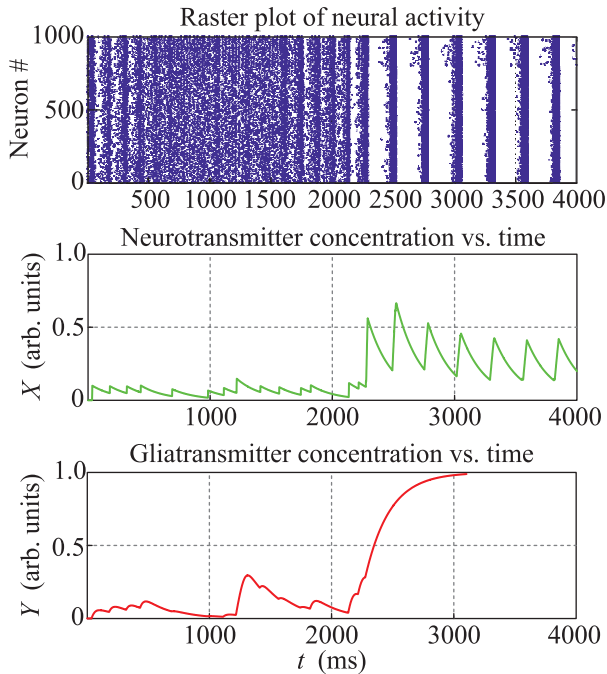 Raster plot of neural activity
1000
500
0
Neuron #
500 1000 1500 2000 2500 3000 3500 4000
Neurotransmitter concentration vs. time
1.0
0.5
0
X (arb. units)
1000 2000 3000 4000
Gliatransmitter concentration vs. time
1.0
0.5
0
Y (arb. units)
1000 2000 3000 4000
t (ms)